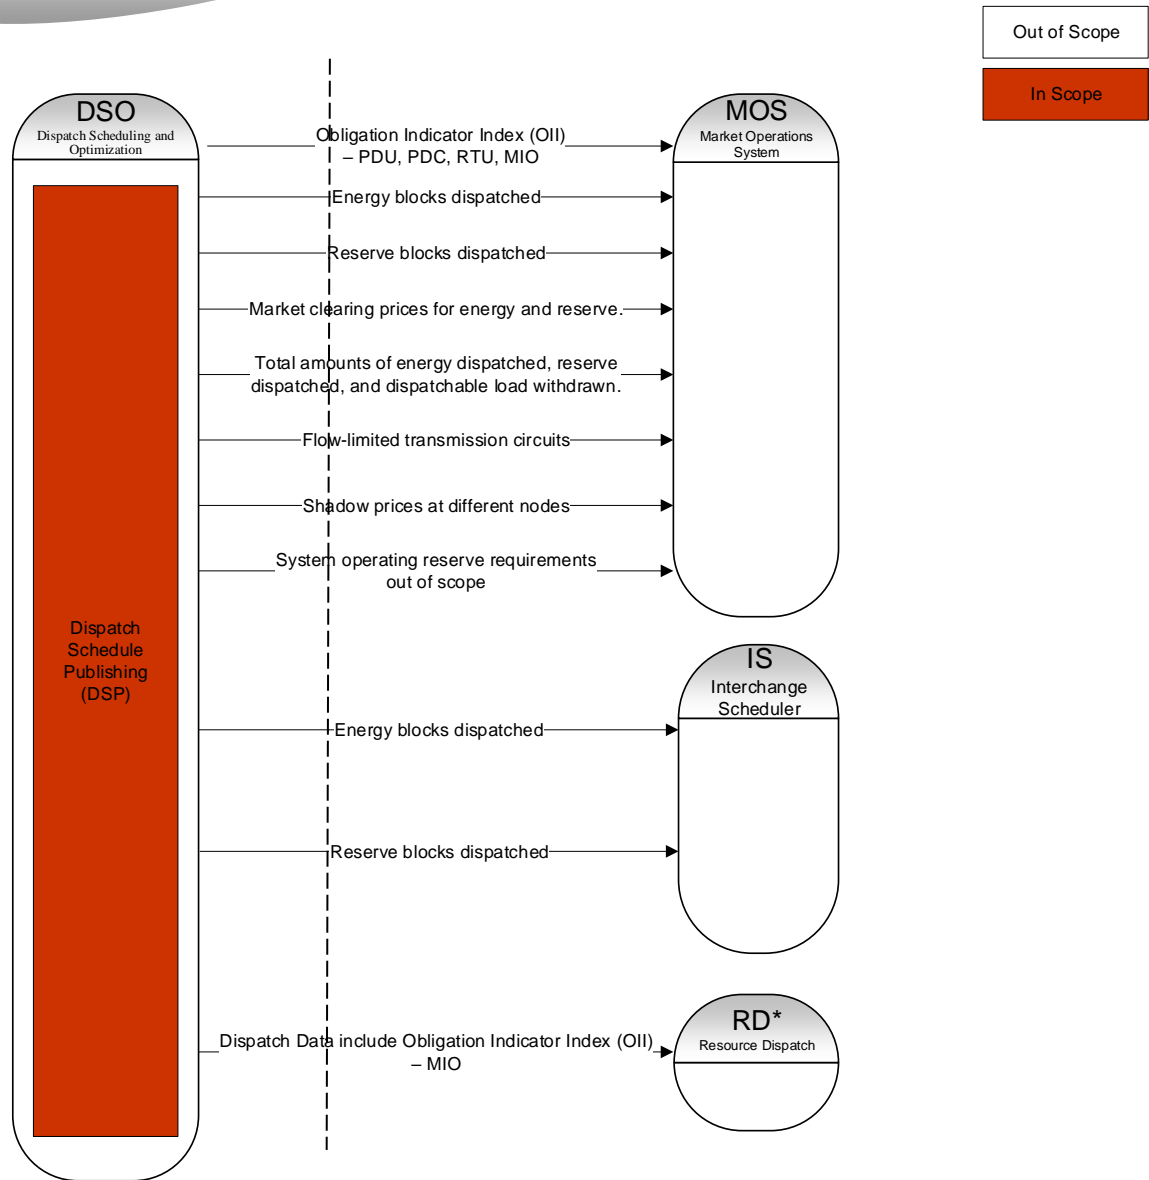 Out of Scope
In Scope
DSO
Dispatch Scheduling and
Optimization
MOS
Market Operations
System
Obligation Indicator Index (OII)
– PDU, PDC, RTU, MIO
Energy blocks dispatched
Reserve blocks dispatched
Market clearing prices for energy and reserve.
Total amounts of energy dispatched, reserve
dispatched, and dispatchable load withdrawn.
Flow-limited transmission circuits
Shadow prices at different nodes
System operating reserve requirements
out of scope
Dispatch
Schedule
Publishing
(DSP)
IS
Interchange
Scheduler
Energy blocks dispatched
Reserve blocks dispatched
RD*
Resource Dispatch
Dispatch Data include Obligation Indicator Index (OII)
– MIO